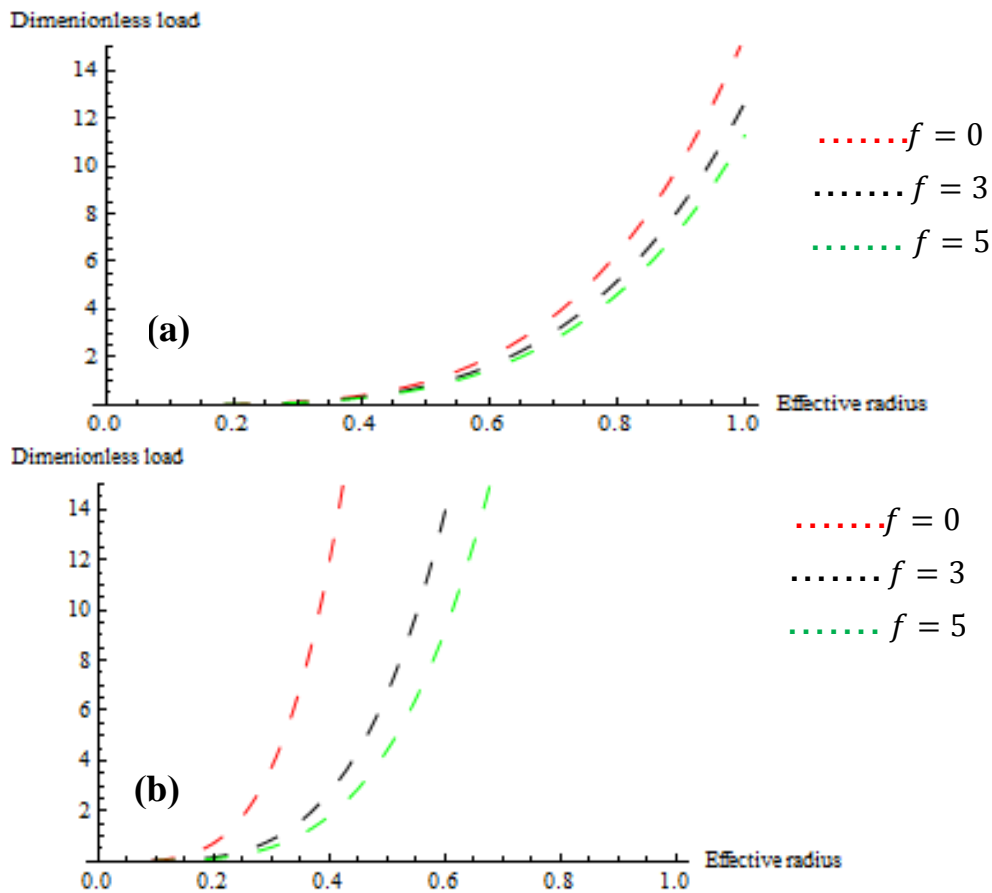 Dimenionless load
14
12
10
8
6
4
2
(a)
0.0 0.2 0.4 0.6 0.8 1.0
Effective radius
.......f = 0
....... f = 3
....... f = 5
Dimenionless load
14
12
10
8
6
4
2
(b)
0.0 0.2 0.4 0.6 0.8 1.0
Effective radius
.......f = 0
....... f = 3
....... f = 5